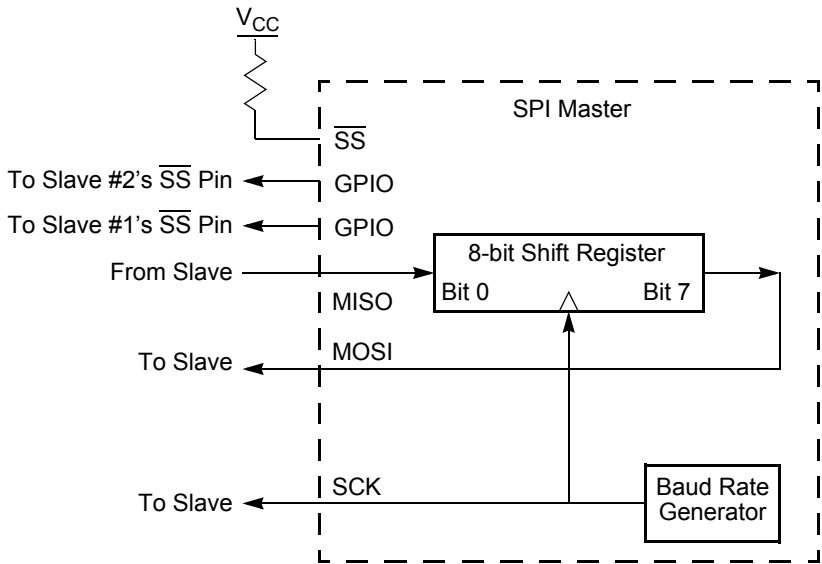 VCC
SPI Master
SS
To Slave #2's SS Pin
GPIO
To Slave #1's SS Pin
GPIO
From Slave
8-bit Shift Register
Bit 0
Bit 7
MISO
To Slave
MOSI
To Slave
SCK
Baud Rate
Generator